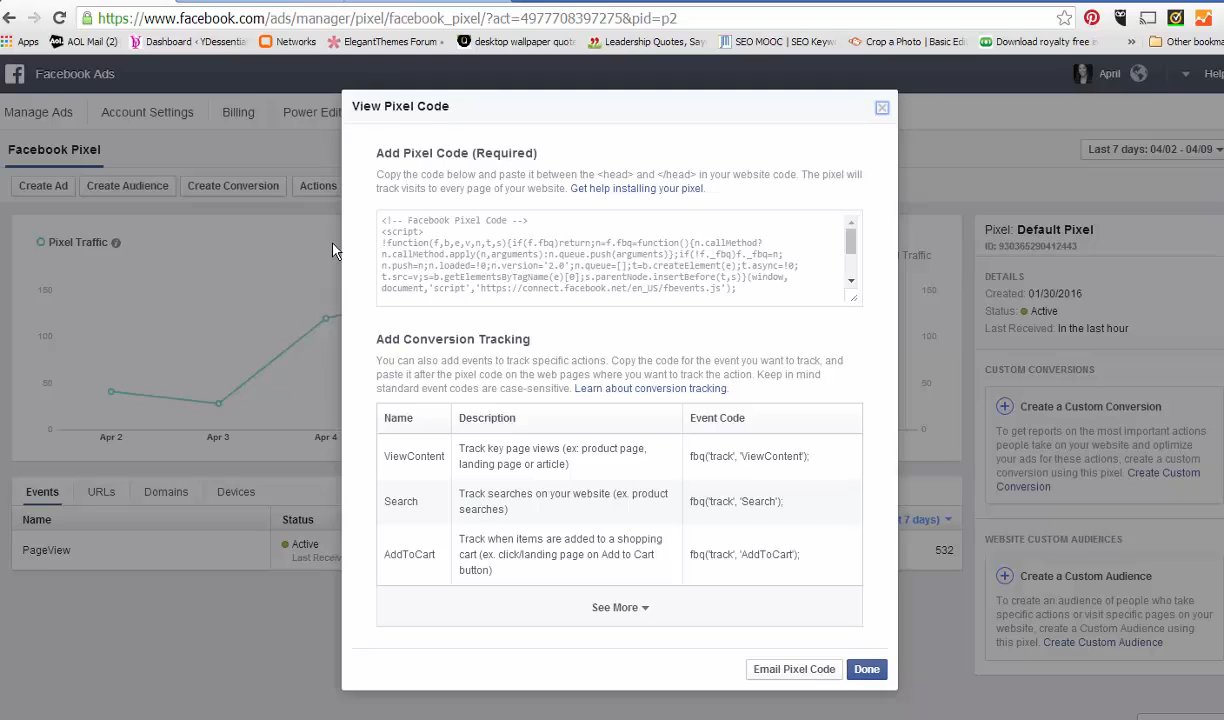 https://www.facebook.com/ads/manager/pixel/facebook_pixel/?act=4977708397275&pid=p2
Apps
AOL Mail (2)
Dashboard ‹ YDessential
Networks
ElegantThemes Forum
desktop wallpaper quote
Leadership Quotes, Say
SEO MOOC | SEO Keyw
Crop a Photo | Basic Edi
Download royalty free i
»
Other bookma
Facebook Ads
April
Help
Manage Ads
Account Settings
Billing
Power Edit
Facebook Pixel
Last 7 days: 04/02 - 04/09
Create Ad
Create Audience
Create Conversion
Actions
Pixel Traffic
150
100
50
0
Apr 2
Apr 3
Apr 4
Events
URLs
Domains
Devices
Name
Status
PageView
Active
Last Receiv
View Pixel Code
Add Pixel Code (Required)
Copy the code below and paste it between the <head> and </head> in your website code. The pixel will
track visits to every page of your website. Get help installing your pixel.
<!-- Facebook Pixel Code -->
<script>
!function(f,b,e,v,n,t,s){if(f.fbq)return;n=f.fbq=function(){n.callMethod?
n.callMethod.apply(n,arguments):n.queue.push(arguments)};if(!f._fbq)f._fbq=n;
n.push=n;n.loaded=!0;n.version='2.0';n.queue=[];t=b.createElement(e);t.async=!0;
t.src=v;s=b.getElementsByTagName(e)[0];s.parentNode.insertBefore(t,s)}(window,
document,'script','https://connect.facebook.net/en_US/fbevents.js');
Add Conversion Tracking
You can also add events to track specific actions. Copy the code for the event you want to track, and
paste it after the pixel code on the web pages where you want to track the action. Keep in mind
standard event codes are case-sensitive. Learn about conversion tracking.
Name
Description
Event Code
ViewContent
Track key page views (ex: product page,
landing page or article)
fbq('track', 'ViewContent');
Search
Track searches on your website (ex. product
searches)
fbq('track', 'Search');
AddToCart
Track when items are added to a shopping
cart (ex. click/landing page on Add to Cart
button)
fbq('track', 'AddToCart');
See More
Email Pixel Code
Done
Traffic
150
100
50
0
t 7 days)
532
Pixel: Default Pixel
ID: 930365290412443
DETAILS
Created: 01/30/2016
Status: Active
Last Received: In the last hour
CUSTOM CONVERSIONS
Create a Custom Conversion
To get reports on the most important actions
people take on your website and optimize
your ads for these actions, create a custom
conversion using this pixel. Create Custom
Conversion
WEBSITE CUSTOM AUDIENCES
Create a Custom Audience
To create an audience of people who take
specific actions or visit specific pages on your
website, create a Custom Audience using
this pixel. Create Custom Audience